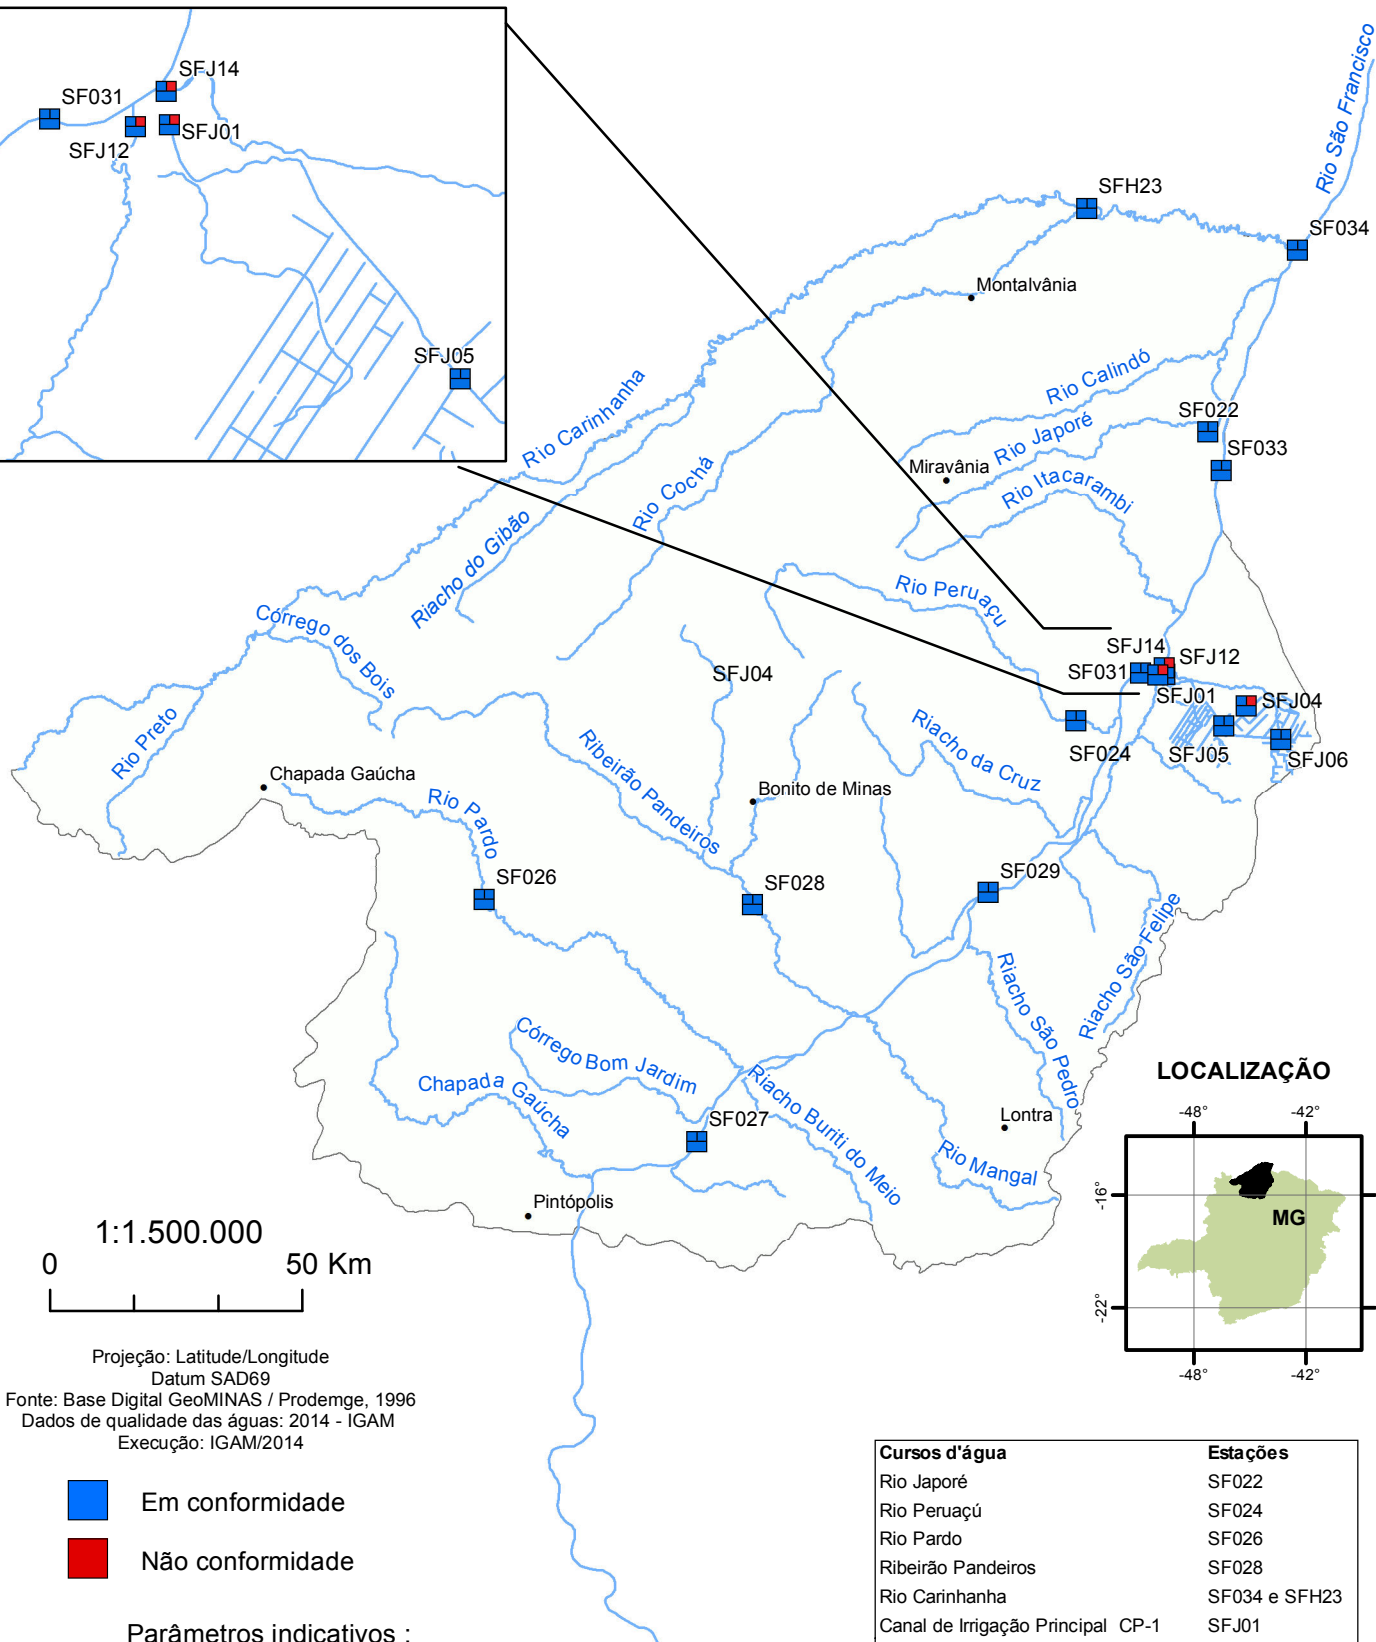 SFJ14
SF031
SFJ01
SFJ12
SFJ05
Rio São Francisco
SFH23
SF034
Montalvânia
Rio Calindó
Rio Carinhanha
SF022
Rio Japoré
SF033
Miravânia
Rio Cochá
Rio Itacarambi
Riacho do Gibão
Rio Peruaçu
Córrego dos Bois
SFJ14
SFJ12
SF031
SFJ04
SFJ01
SFJ04
Rio Preto
Riacho da Cruz
SF024
SFJ05
SFJ06
Ribeirão Pandeiros
Chapada Gaúcha
Bonito de Minas
Rio Pardo
SF026
SF028
SF029
Riacho São Felipe
Riacho São Pedro
Córrego Bom Jardim
Chapada Gaúcha
Riacho Buriti do Meio
SF027
Lontra
Rio Mangal
Pintópolis
LOCALIZAÇÃO
-48° -42°
-16°
MG
-22°
-48° -42°
1:1.500.000
0 50 Km
Projeção: Latitude/Longitude
Datum SAD69
Fonte: Base Digital GeoMINAS / Prodemge, 1996
Dados de qualidade das águas: 2014 - IGAM
Execução: IGAM/2014
Em conformidade
Não conformidade
Parâmetros indicativos :
Cursos d'água Estações
Rio Japoré SF022
Rio Peruaçú SF024
Rio Pardo SF026
Ribeirão Pandeiros SF028
Rio Carinhanha SF034 e SFH23
Canal de Irrigação Principal CP-1 SFJ01